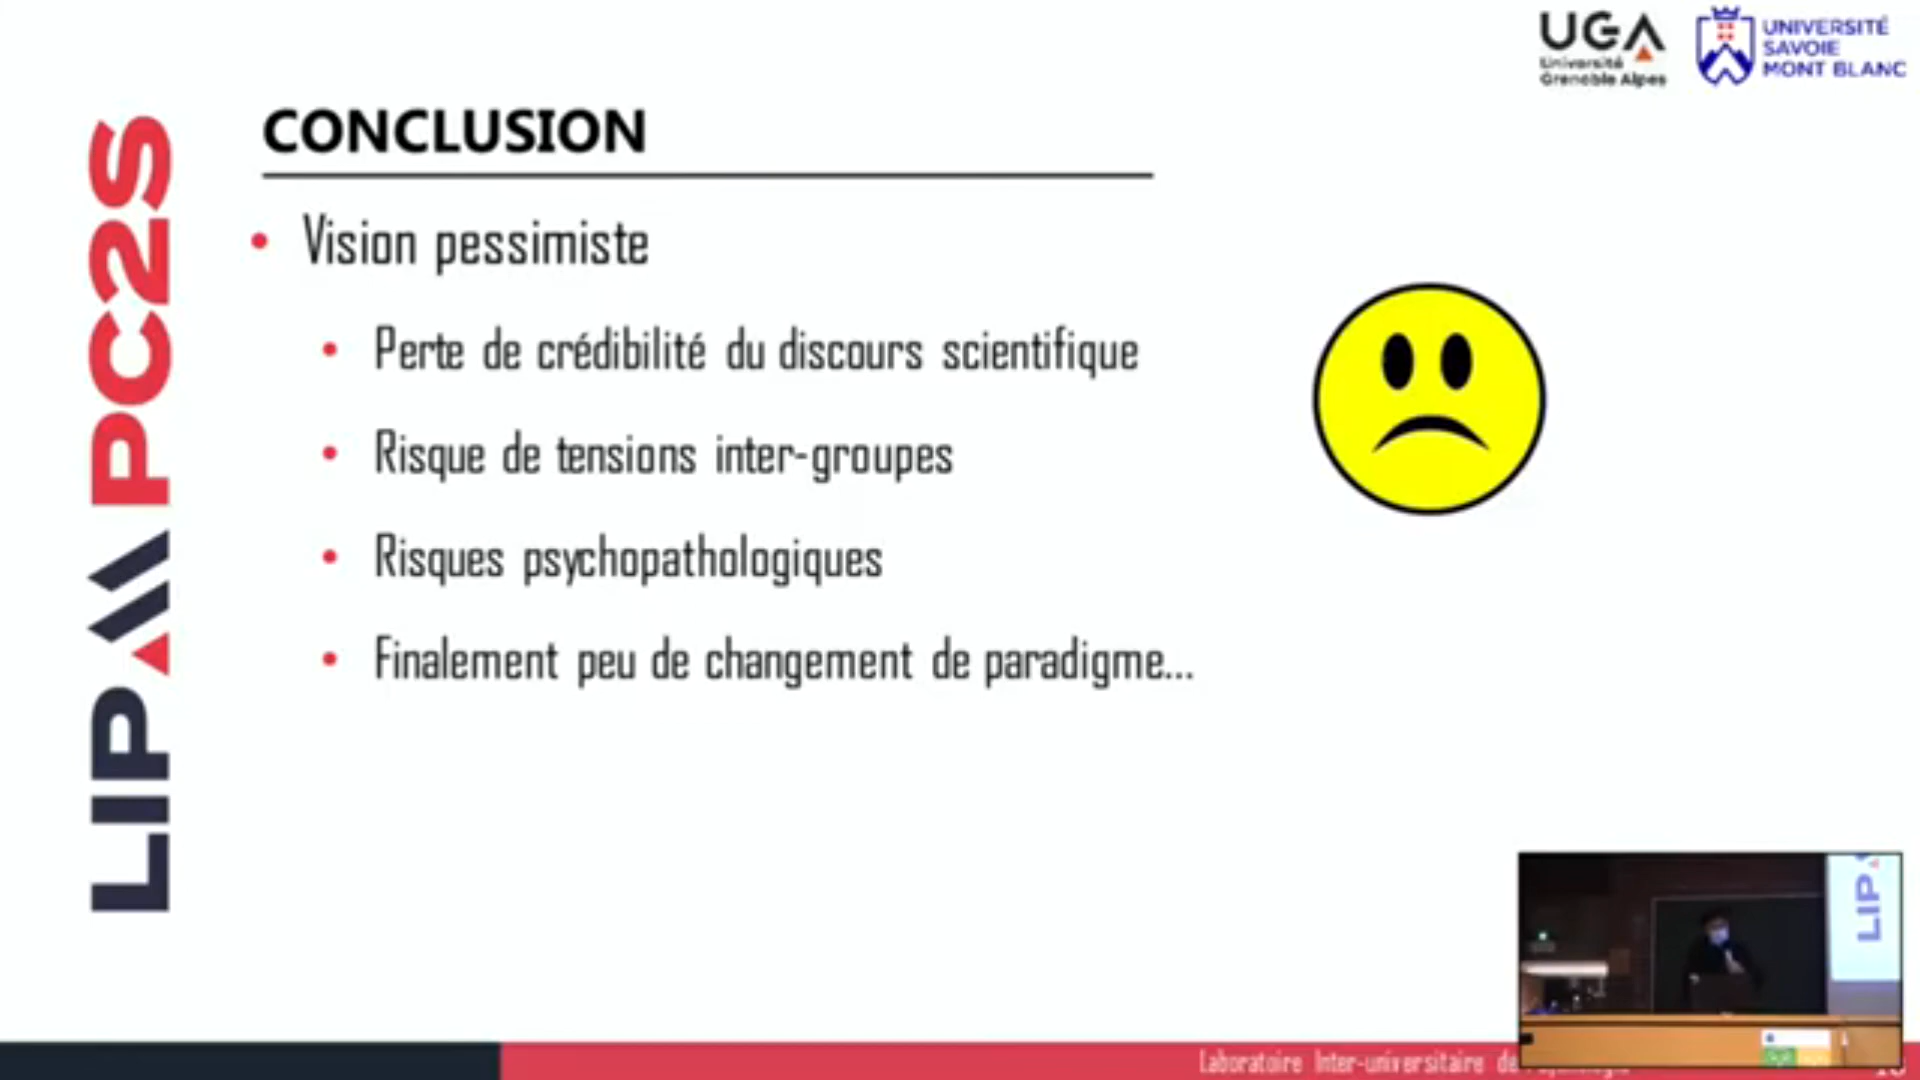 UGA
Université
Grenoble Alpes
UNIVERSITÉ
SAVOIE
MONT BLANC
LIP PC2S
CONCLUSION
• Vision pessimiste
• Perte de crédibilité du discours scientifique
• Risque de tensions inter-groupes
• Risques psychopathologiques
• Finalement peu de changement de paradigme...
LIP
Laboratoire Inter-universitaire de